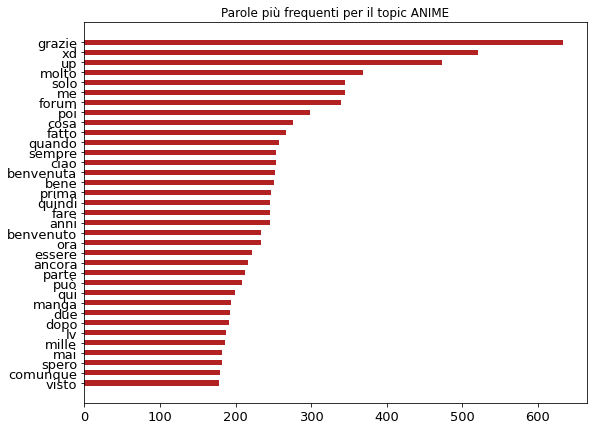 Parole più frequenti per il topic ANIME
grazie
xd
up
molto
solo
me
forum
poi
cosa
fatto
quando
sempre
ciao
benvenuta
bene
prima
quindi
fare
anni
benvenuto
ora
essere
ancora
parte
può
qui
manga
due
dopo
lv
mille
mai
spero
comunque
visto
0 100 200 300 400 500 600